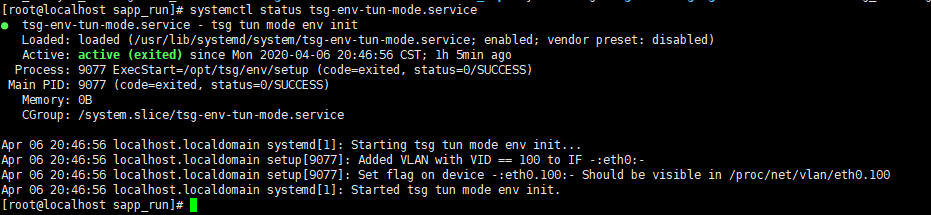 [root@localhost sapp_run]# systemctl status tsg-env-tun-mode.service
● tsg-env-tun-mode.service - tsg tun mode env init
Loaded: loaded (/usr/lib/systemd/system/tsg-env-tun-mode.service; enabled; vendor preset: disabled)
Active: active (exited) since Mon 2020-04-06 20:46:56 CST; 1h 5min ago
Process: 9077 ExecStart=/opt/tsg/env/setup (code=exited, status=0/SUCCESS)
Main PID: 9077 (code=exited, status=0/SUCCESS)
Memory: 0B
CGroup: /system.slice/tsg-env-tun-mode.service
Apr 06 20:46:56 localhost.localdomain systemd[1]: Starting tsg tun mode env init...
Apr 06 20:46:56 localhost.localdomain setup[9077]: Added VLAN with VID == 100 to IF -:eth0:-
Apr 06 20:46:56 localhost.localdomain setup[9077]: Set flag on device -:eth0.100:- Should be visible in /proc/net/vlan/eth0.100
Apr 06 20:46:56 localhost.localdomain systemd[1]: Started tsg tun mode env init.
[root@localhost sapp_run]#